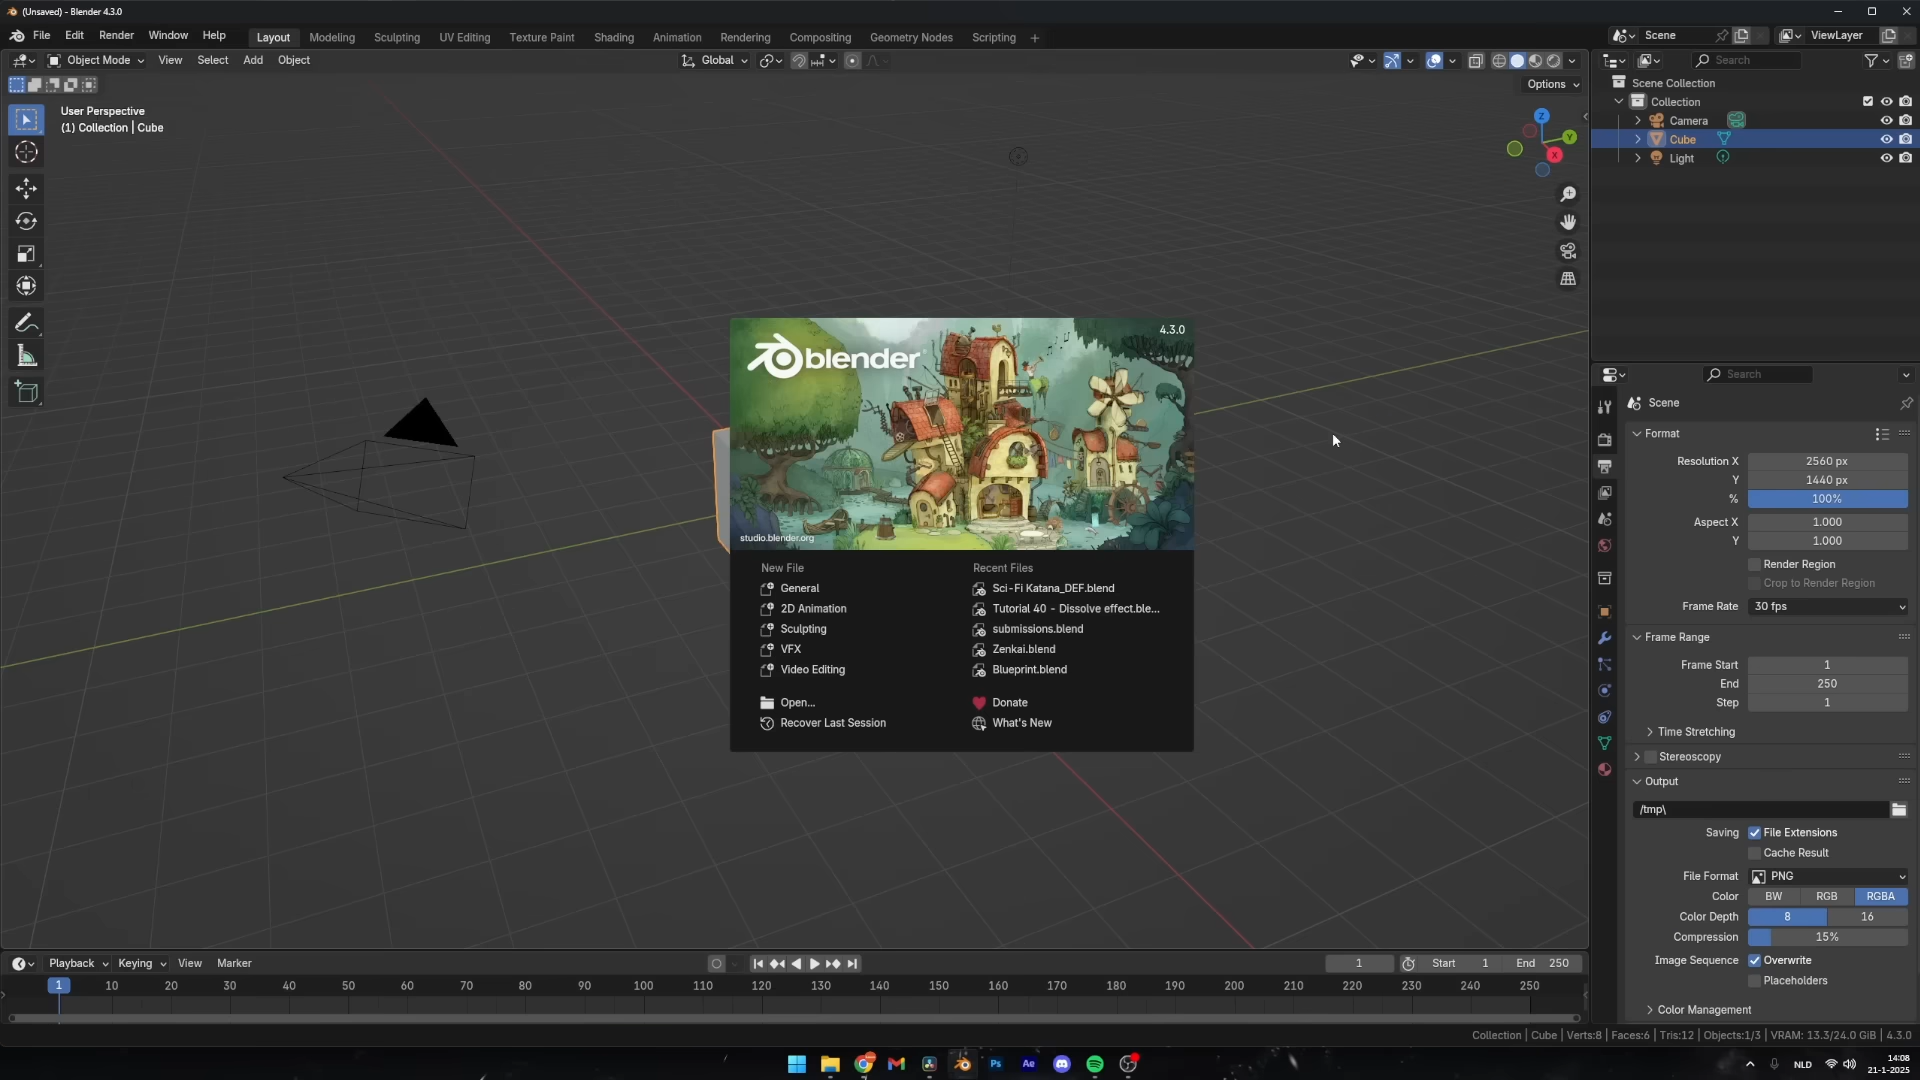 (Unsaved) - Blender 4.3.0
File Edit Render Window Help Layout Modeling Sculpting UV Editing Texture Paint Shading Animation Rendering Compositing Geometry Nodes Scripting + Scene ViewLayer
Object Mode View Select Add Object Global Search
Options
User Perspective
(1) Collection | Cube
Z
Y
X
Scene Collection
Collection
Camera
Cube
Light
4.3.0
blender
studio.blender.org
New File
General
2D Animation
Sculpting
VFX
Video Editing
Open...
Recover Last Session
Recent Files
Sci-Fi Katana_DEF.blend
Tutorial 40 - Dissolve effect.ble...
submissions.blend
Zenkai.blend
Blueprint.blend
Donate
What's New
Search
Scene
Format
Resolution X 2560 px
Y 1440 px
% 100%
Aspect X 1.000
Y 1.000
Render Region
Crop to Render Region
Frame Rate 30 fps
Frame Range
Frame Start 1
End 250
Step 1
Time Stretching
Stereoscopy
Output
/tmp\
Saving File Extensions
Cache Result
File Format PNG
Color BW RGB RGBA
Color Depth 8 16
Compression 15%
Image Sequence Overwrite
Placeholders
Color Management
Playback Keying View Marker 1 Start 1 End 250
1 10 20 30 40 50 60 70 80 90 100 110 120 130 140 150 160 170 180 190 200 210 220 230 240 250
Collection | Cube | Verts:8 | Faces:6 | Tris:12 | Objects:1/3 | VRAM: 13.3/24.0 GiB | 4.3.0
Ps Ae NLD 14:08
21-1-2025